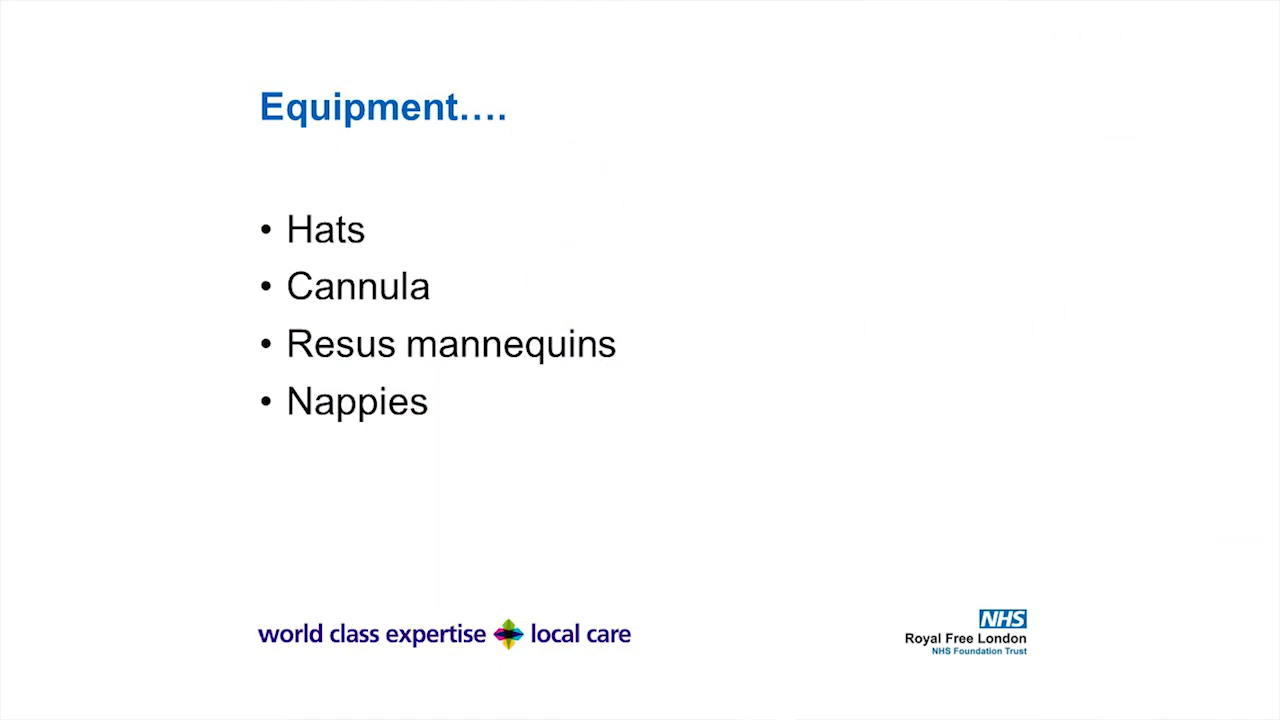 Equipment….
• Hats
• Cannula
• Resus mannequins
• Nappies
world class expertise local care
NHS
Royal Free London
NHS Foundation Trust